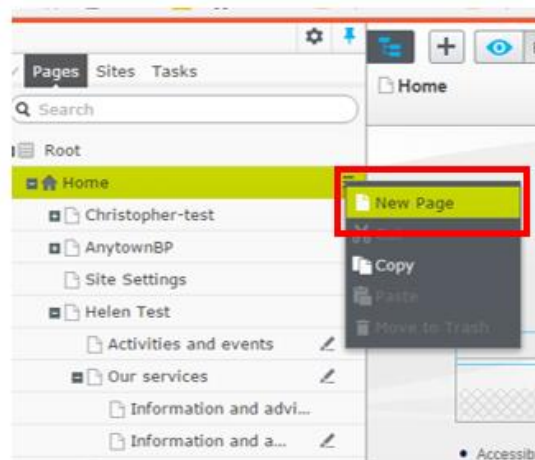 Pages Sites Tasks
Search
Root
Home
Christopher-test
AnytownBP
Site Settings
Helen Test
Activities and events
Our services
Information and advi...
Information and a...
Home
New Page
Cut
Copy
Paste
Move to Trash
Accessib